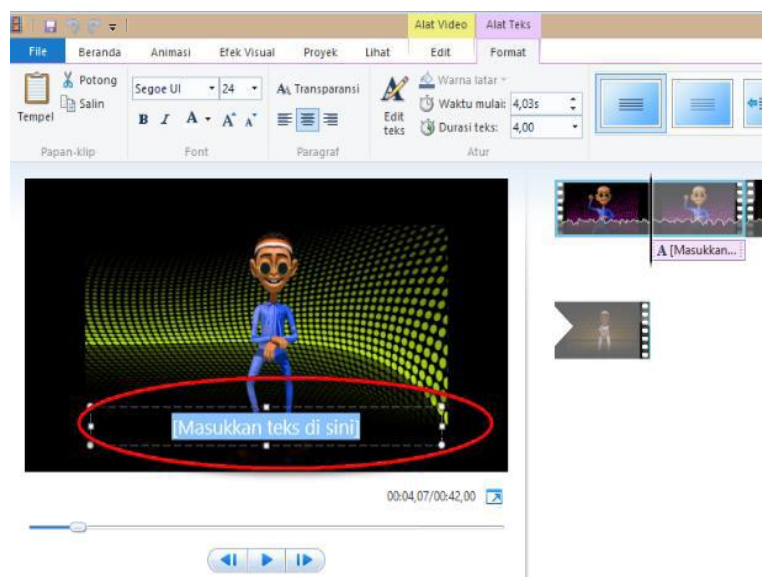 Alat Video Alat Teks
File Beranda Animasi Efek Visual Proyek Lihat Edit Format
Tempel
Potong
Salin
Papan-klip
Segoe UI 24
B I A A A
Font
A Transparansi
Paragraf
Edit teks
Warna latar
Waktu mulai: 4,03s
Durasi teks: 4,00
Atur
[Masukkan teks di sini]
00:04,07/00:42,00
A [Masukkan...